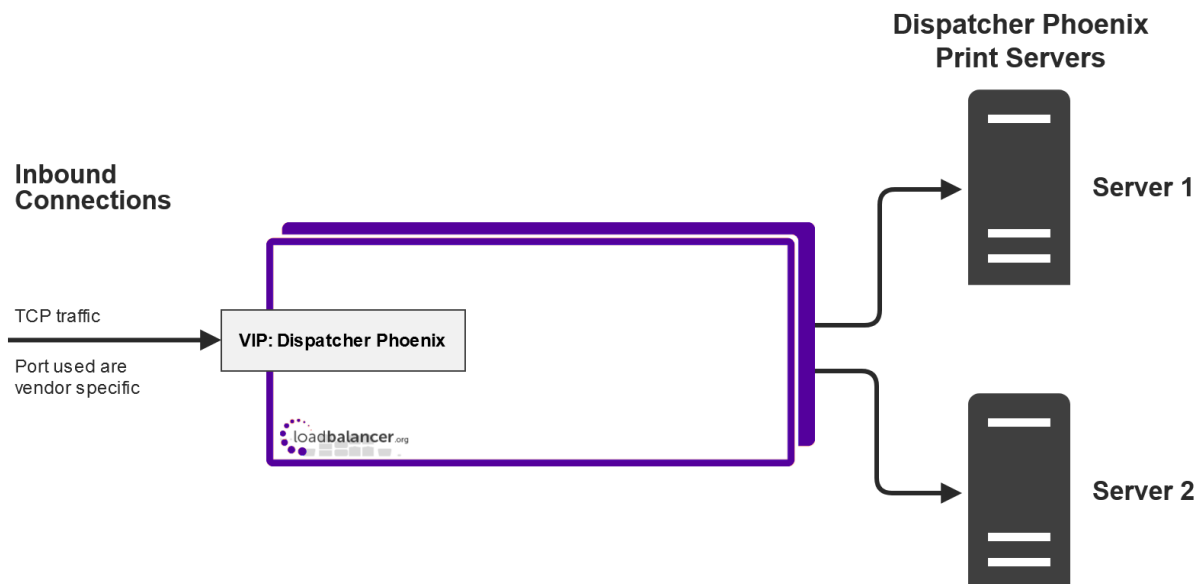 Dispatcher Phoenix
Print Servers
Inbound
Connections
Server 1
TCP traffic
VIP: Dispatcher Phoenix
Port used are
vendor specific
loadbalancer.org
Server 2